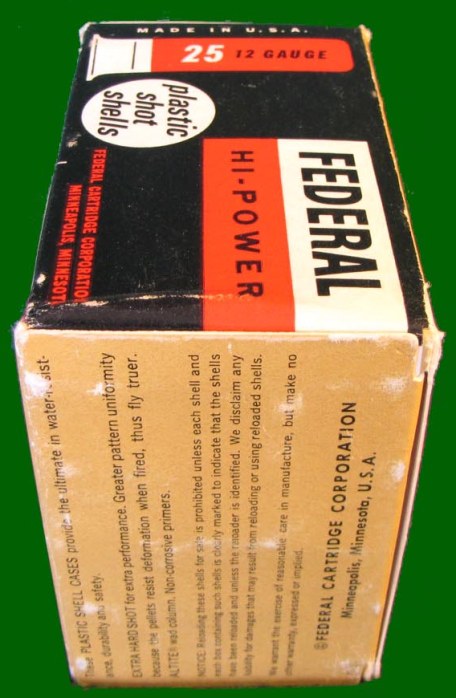 MADE IN U.S.A.
25 12 GAUGE
plastic
shot
shells
FEDERAL
HI-POWER
FEDERAL CARTRIDGE CORPORATION
MINNEAPOLIS, MINNESOT
These PLASTIC SHELL CASES provide the ultimate in water-resist-
ance, durability and safety.
EXTRA HARD SHOT for extra performance. Greater pattern uniformity
because the pellets resist deformation when fired, thus fly truer.
wad column. Non-corrosive primers.
NOTICE: Reloading these shells for sale is prohibited unless each shell and
each box containing such shells is clearly marked to indicate that the shells
have been reloaded and unless the reloader is identified. We disclaim any
liability for damages that may result from reloading or using reloaded shells.
We warrant the exercise of reasonable care in manufacture, but make no
other warranty, expressed or implied.
©FEDERAL CARTRIDGE CORPORATION
Minneapolis, Minnesota, U.S.A.